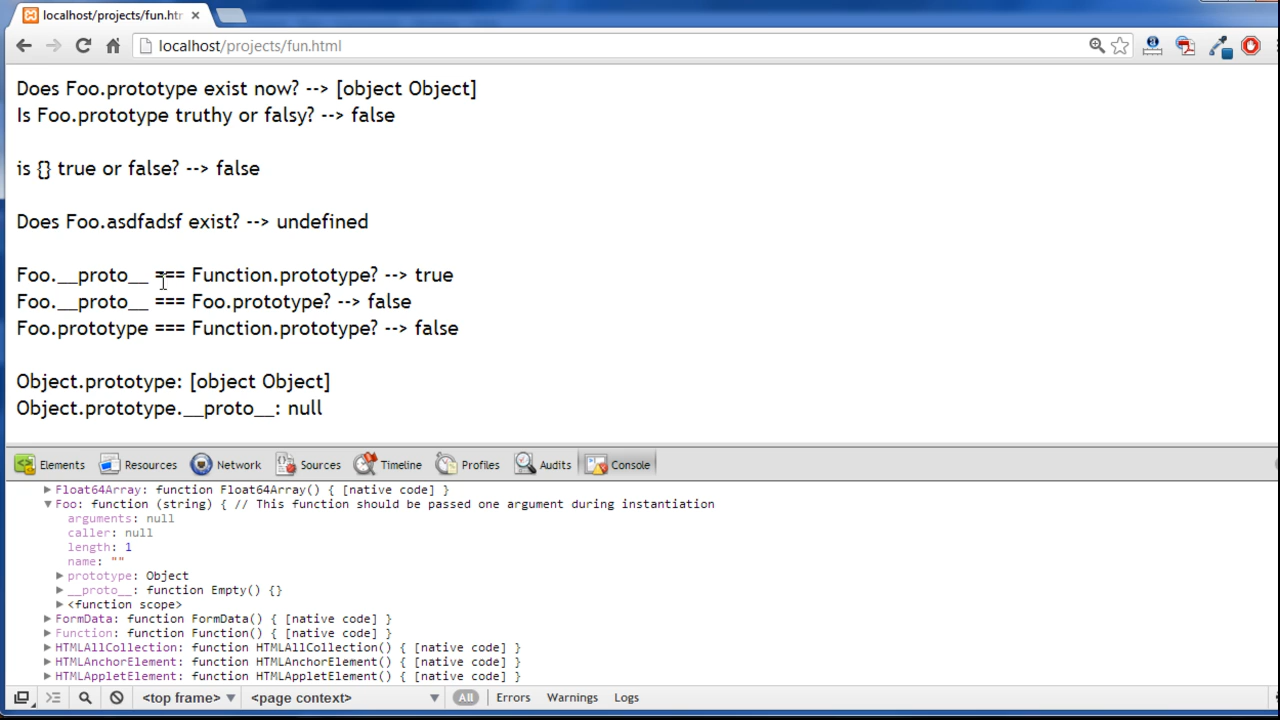 localhost/projects/fun.htm
localhost/projects/fun.html
Does Foo.prototype exist now? --> [object Object]
Is Foo.prototype truthy or falsy? --> false
is {} true or false? --> false
Does Foo.asdfadsf exist? --> undefined
Foo.__proto__ === Function.prototype? --> true
Foo.__proto__ === Foo.prototype? --> false
Foo.prototype === Function.prototype? --> false
Object.prototype: [object Object]
Object.prototype.__proto__: null
Elements Resources Network Sources Timeline Profiles Audits Console
Float64Array: function Float64Array() { [native code] }
Foo: function (string) { // This function should be passed one argument during instantiation
arguments: null
caller: null
length: 1
name: ""
prototype: Object
__proto__: function Empty() {}
<function scope>
FormData: function FormData() { [native code] }
Function: function Function() { [native code] }
HTMLAllCollection: function HTMLAllCollection() { [native code] }
HTMLAnchorElement: function HTMLAnchorElement() { [native code] }
HTMLAppletElement: function HTMLAppletElement() { [native code] }
<top frame> <page context> All Errors Warnings Logs